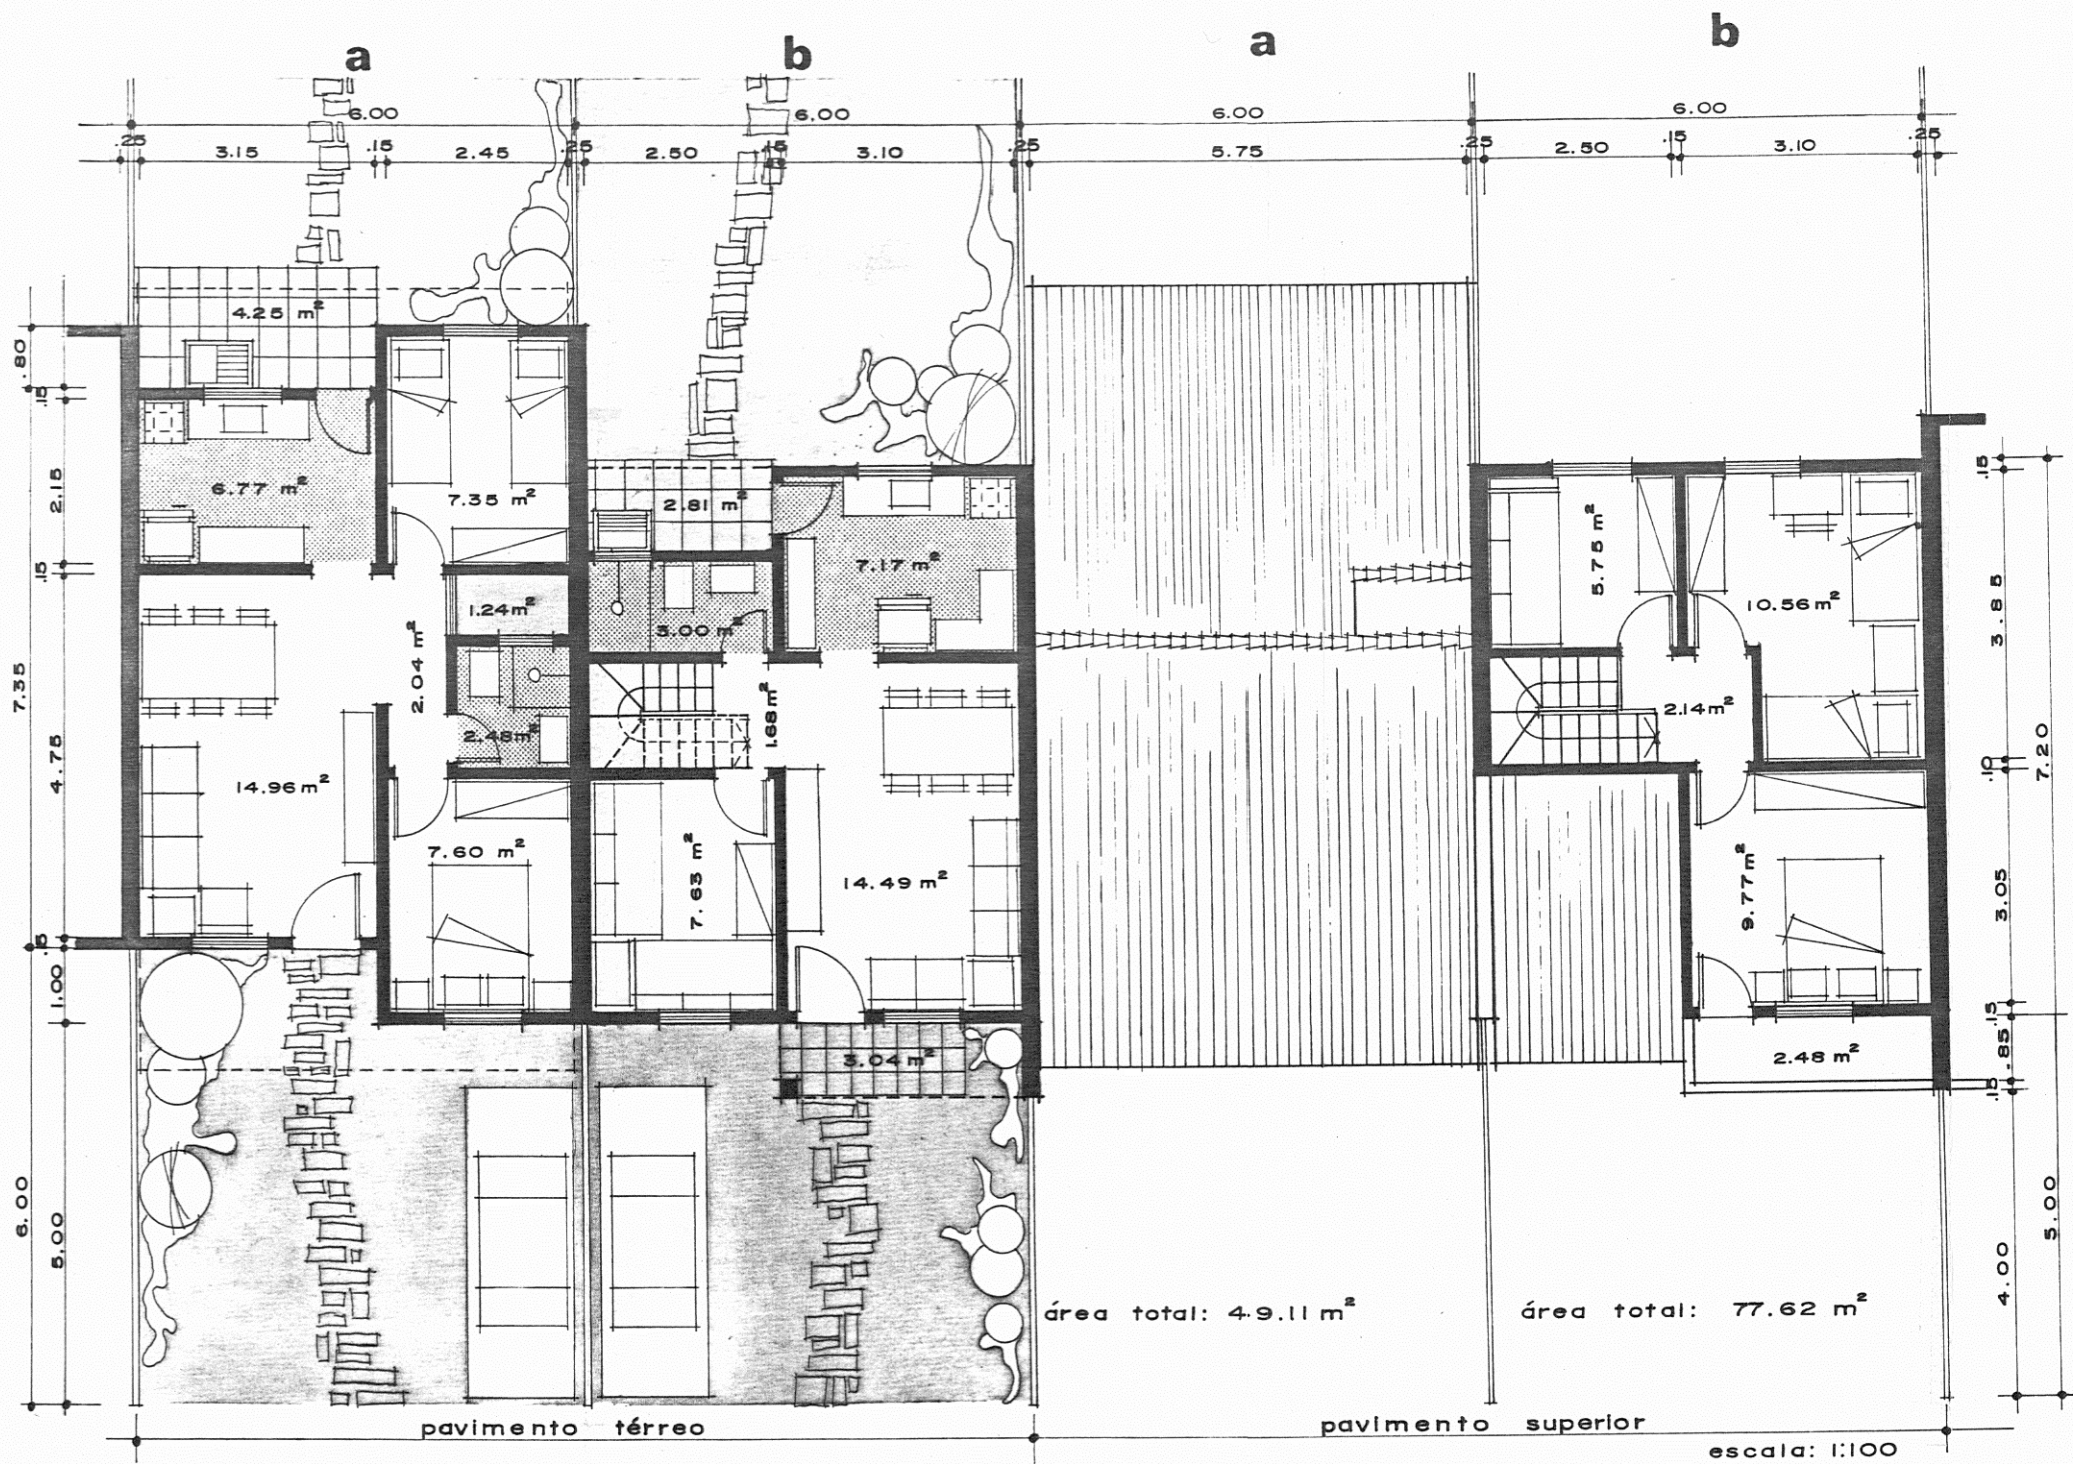 a b a b
6.00 6.00 6.00 6.00
.25 3.15 .15 2.45 .25 2.50 .15 3.10 .25 5.75 .25 2.50 .15 3.10 .25
4.25 m²
.80
.15
2.15
.15
7.35
4.75
.15
1.00
6.00
5.00
6.77 m²
7.35 m²
1.24 m²
2.04 m²
2.48 m²
14.96 m²
7.60 m²
2.81 m²
7.17 m²
3.00 m²
1.68 m²
7.63 m²
14.49 m²
3.04 m²
5.75 m²
10.56 m²
2.14 m²
9.77 m²
2.48 m²
.15
3.85
7.20
.10
3.05
.15
.85
.15
5.00
4.00
área total: 49.11 m²
área total: 77.62 m²
pavimento térreo
pavimento superior
escala: 1:100